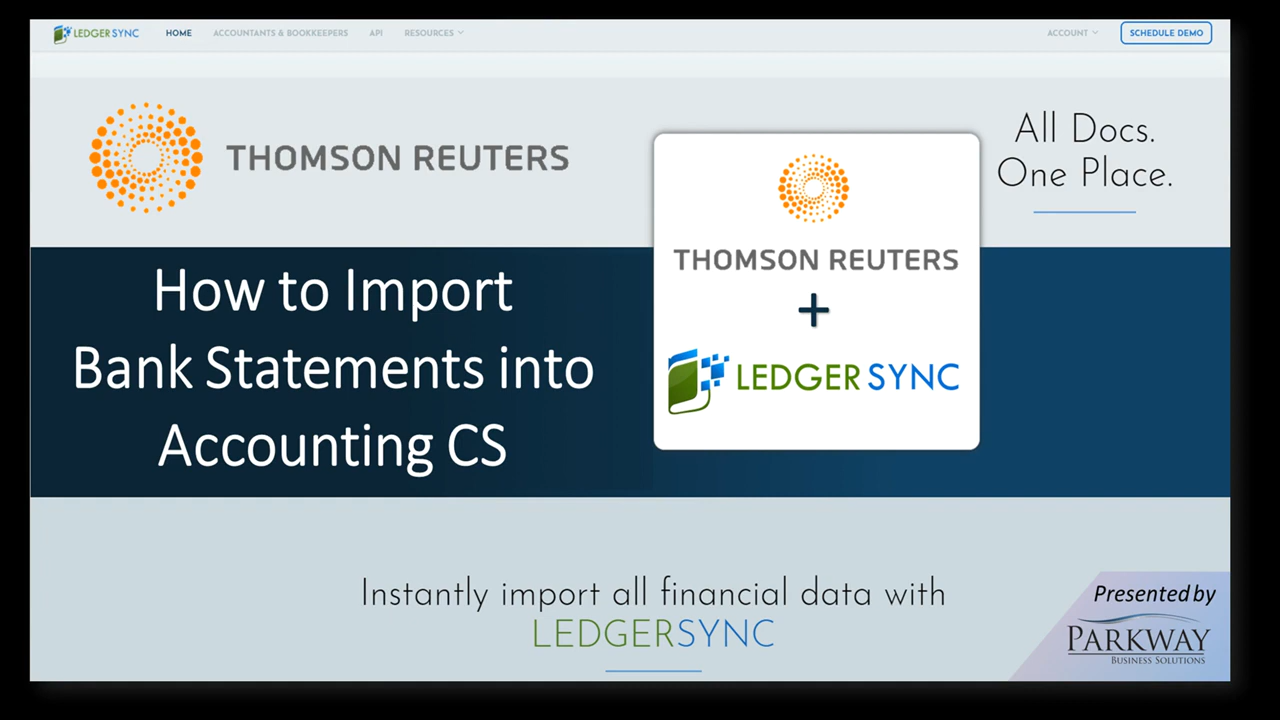 LEDGER SYNC HOME ACCOUNTANTS & BOOKKEEPERS API RESOURCES ACCOUNT SCHEDULE DEMO
THOMSON REUTERS
All Docs.
One Place.
How to Import
Bank Statements into
Accounting CS
THOMSON REUTERS
+
LEDGER SYNC
Instantly import all financial data with
LEDGERSYNC
Presented by
PARKWAY
BUSINESS SOLUTIONS